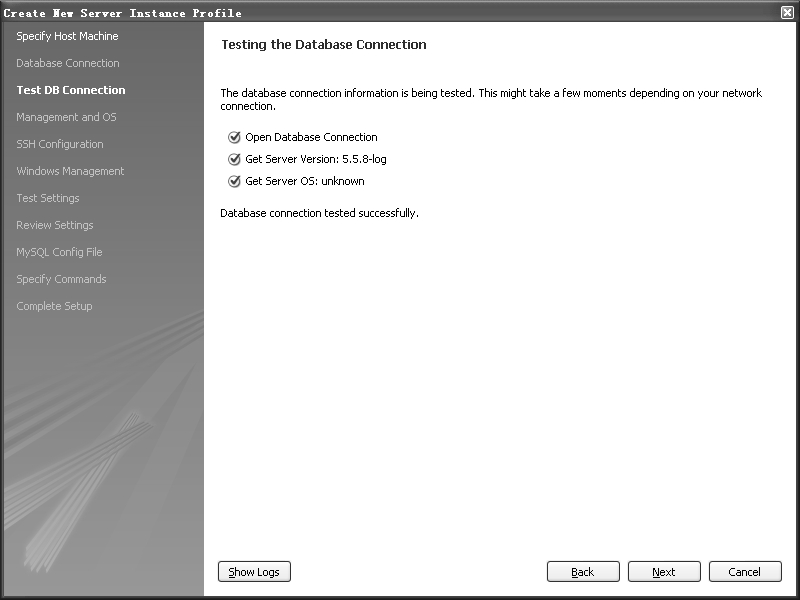 Create New Server Instance Profile
Specify Host Machine
Database Connection
Test DB Connection
Management and OS
SSH Configuration
Windows Management
Test Settings
Review Settings
MySQL Config File
Specify Commands
Complete Setup
Testing the Database Connection
The database connection information is being tested. This might take a few moments depending on your network
connection.
Open Database Connection
Get Server Version: 5.5.8-log
Get Server OS: unknown
Database connection tested successfully.
Show Logs
Back
Next
Cancel